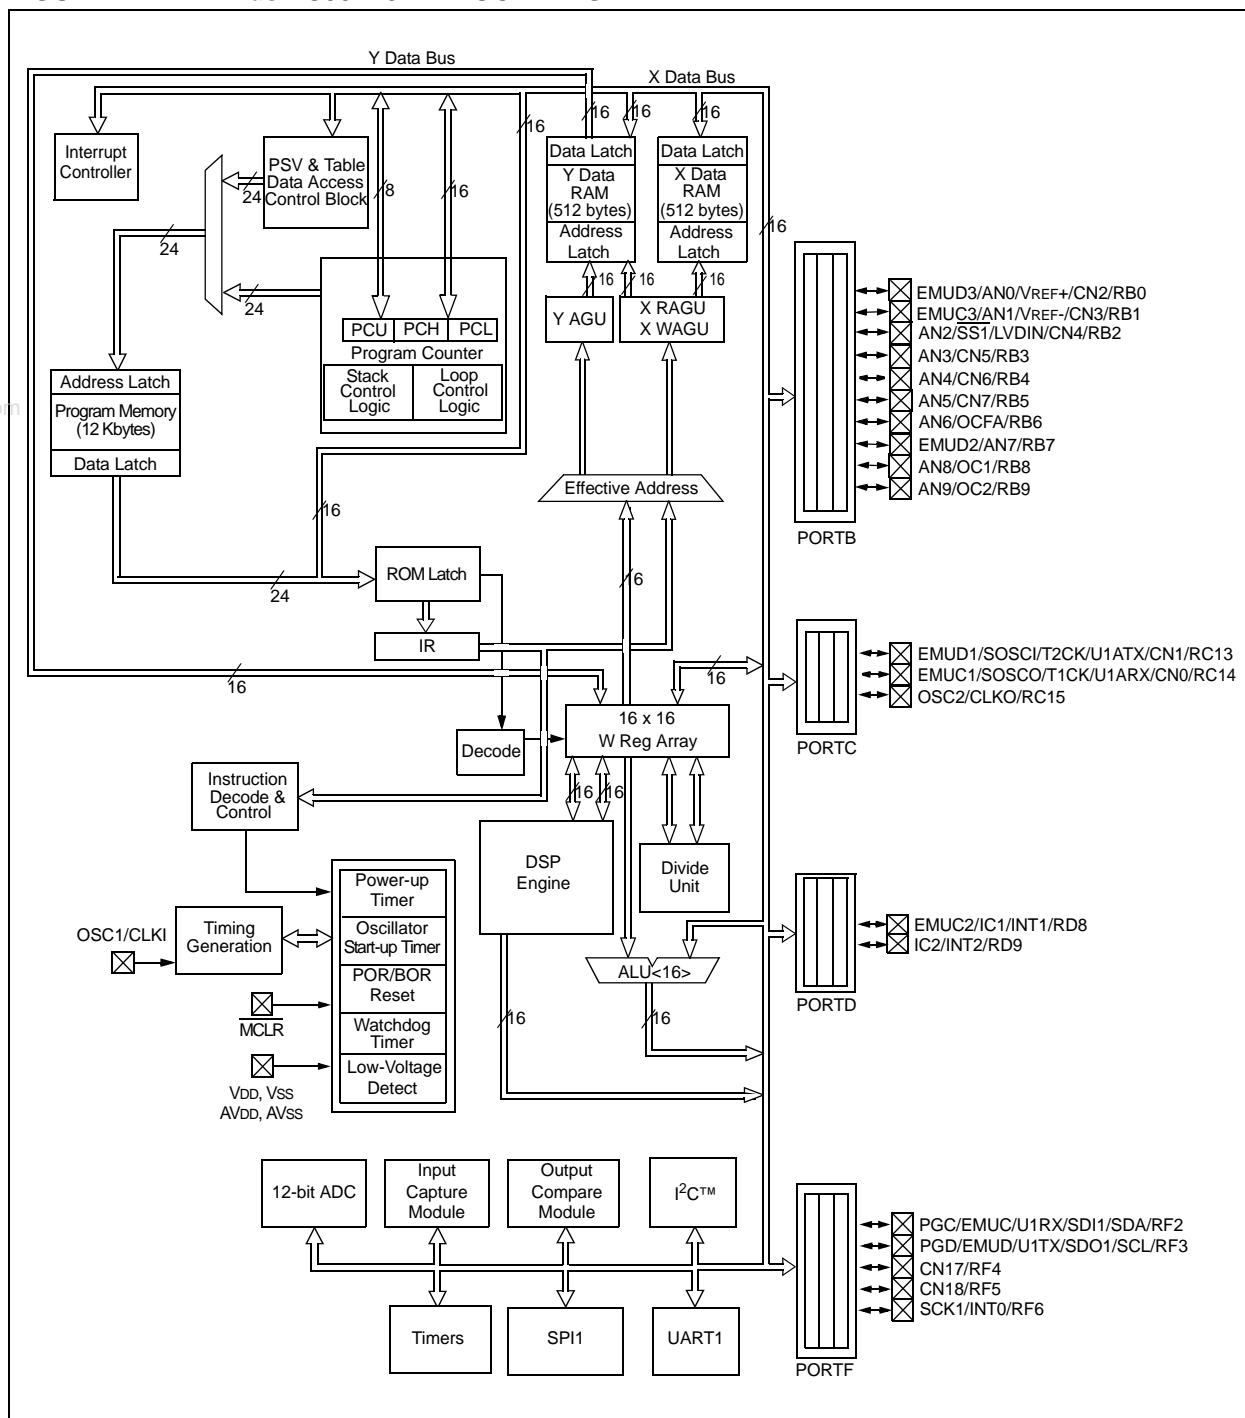 Y Data Bus
X Data Bus
16
16
16
16
Interrupt
Controller
PSV & Table
Data Access
Control Block
24
8
16
24
24
Data Latch
Y Data
RAM
(512 bytes)
Address
Latch
Data Latch
X Data
RAM
(512 bytes)
Address
Latch
16
16
16
16
Y AGU
X RAGU
X WAGU
PCU
PCH
PCL
Program Counter
Stack
Control
Logic
Loop
Control
Logic
Address Latch
Program Memory
(12 Kbytes)
Data Latch
om
16
24
Effective Address
ROM Latch
IR
6
16
16
16 x 16
W Reg Array
Decode
Instruction
Decode &
Control
16
16
DSP
Engine
Divide
Unit
Power-up
Timer
Oscillator
Start-up Timer
POR/BOR
Reset
Watchdog
Timer
Low-Voltage
Detect
OSC1/CLKI
Timing
Generation
MCLR
VDD, VSS
AVDD, AVSS
ALU<16>
16
16
EMUD3/AN0/VREF+/CN2/RB0
EMUC3/AN1/VREF-/CN3/RB1
AN2/SS1/LVDIN/CN4/RB2
AN3/CN5/RB3
AN4/CN6/RB4
AN5/CN7/RB5
AN6/OCFA/RB6
EMUD2/AN7/RB7
AN8/OC1/RB8
AN9/OC2/RB9
PORTB
EMUD1/SOSCI/T2CK/U1ATX/CN1/RC13
EMUC1/SOSCO/T1CK/U1ARX/CN0/RC14
OSC2/CLKO/RC15
PORTC
EMUC2/IC1/INT1/RD8
IC2/INT2/RD9
PORTD
12-bit ADC
Input
Capture
Module
Output
Compare
Module
I2C™
Timers
SPI1
UART1
PGC/EMUC/U1RX/SDI1/SDA/RF2
PGD/EMUD/U1TX/SDO1/SCL/RF3
CN17/RF4
CN18/RF5
SCK1/INT0/RF6
PORTF